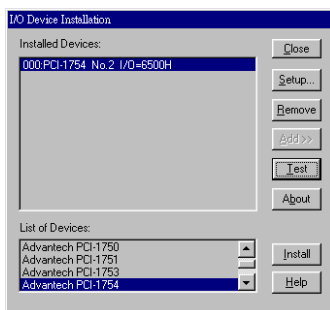 I/O Device Installation
Installed Devices:
000:PCI-1754 No.2 I/O=6500H
Close
Setup...
Remove
Add >>
Test
About
List of Devices:
Advantech PCI-1750
Advantech PCI-1751
Advantech PCI-1753
Advantech PCI-1754
Install
Help